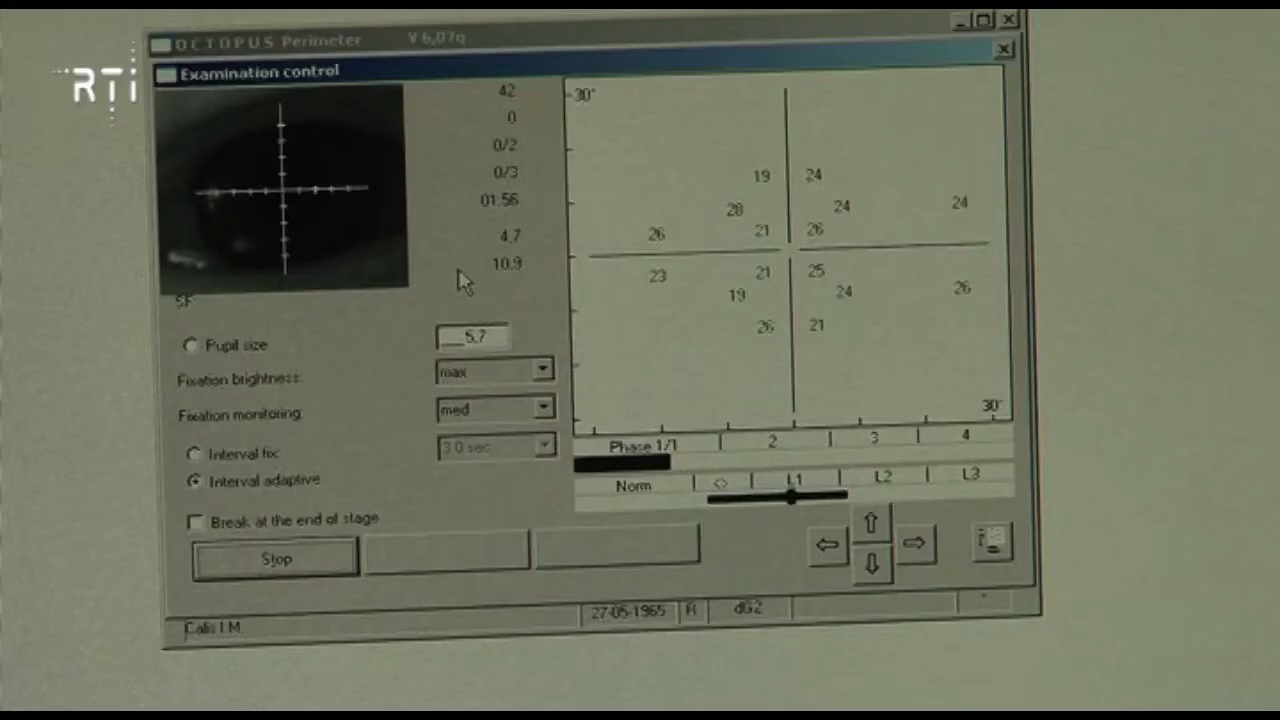 OCTOPUS Perimeter V 6,07q
RTI
Examination control
42
0
0/2
0/3
01:56
4,7
10.9
SF
Pupil size 5,7
Fixation brightness: max
Fixation monitoring: med
Interval fix 3.0 sec
Interval adaptive
Break at the end of stage
Stop
30°
19 24
28 24 24
26 21 26
23 21 25
19 24 26
26 21
30°
Phase 1/1 2 3 4
Norm <> L1 L2 L3
Calis I.M. 27-05-1965 R dG2